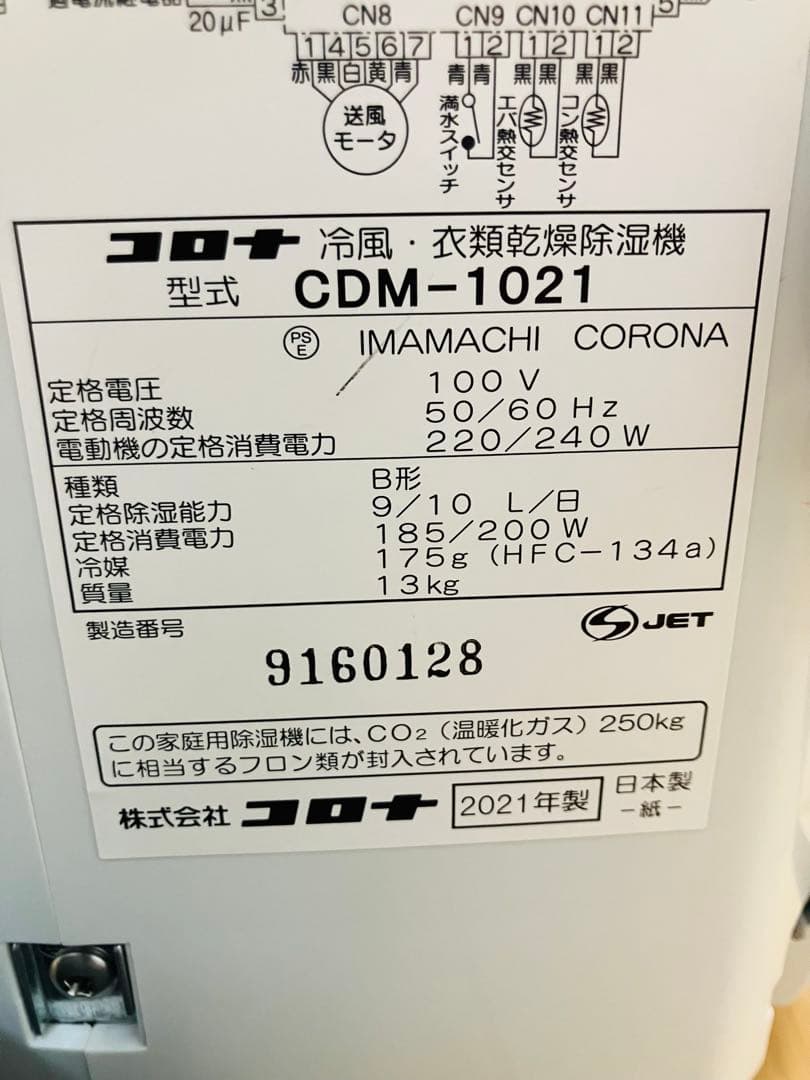 20μF
3
5
CN8 CN9 CN10 CN11
1 4 5 6 7 1 2 1 2 1 2
赤 黒 白 黄 青 青 青 黒 黒 黒 黒
送風
モータ
満水スイッチ
エバ熱交センサ
コン熱交センサ
コロナ 冷風・衣類乾燥除湿機
型式 CDM-1021
PS
E
IMAMACHI CORONA
定格電圧 100V
定格周波数 50/60Hz
電動機の定格消費電力 220/240W
種類 B形
定格除湿能力 9/10 L/日
定格消費電力 185/200W
冷媒 175g(HFC-134a)
質量 13kg
製造番号
JET
9160128
この家庭用除湿機には、CO₂(温暖化ガス)250kg
に相当するフロン類が封入されています。
株式会社 コロナ 2021年製 日本製
-紙-